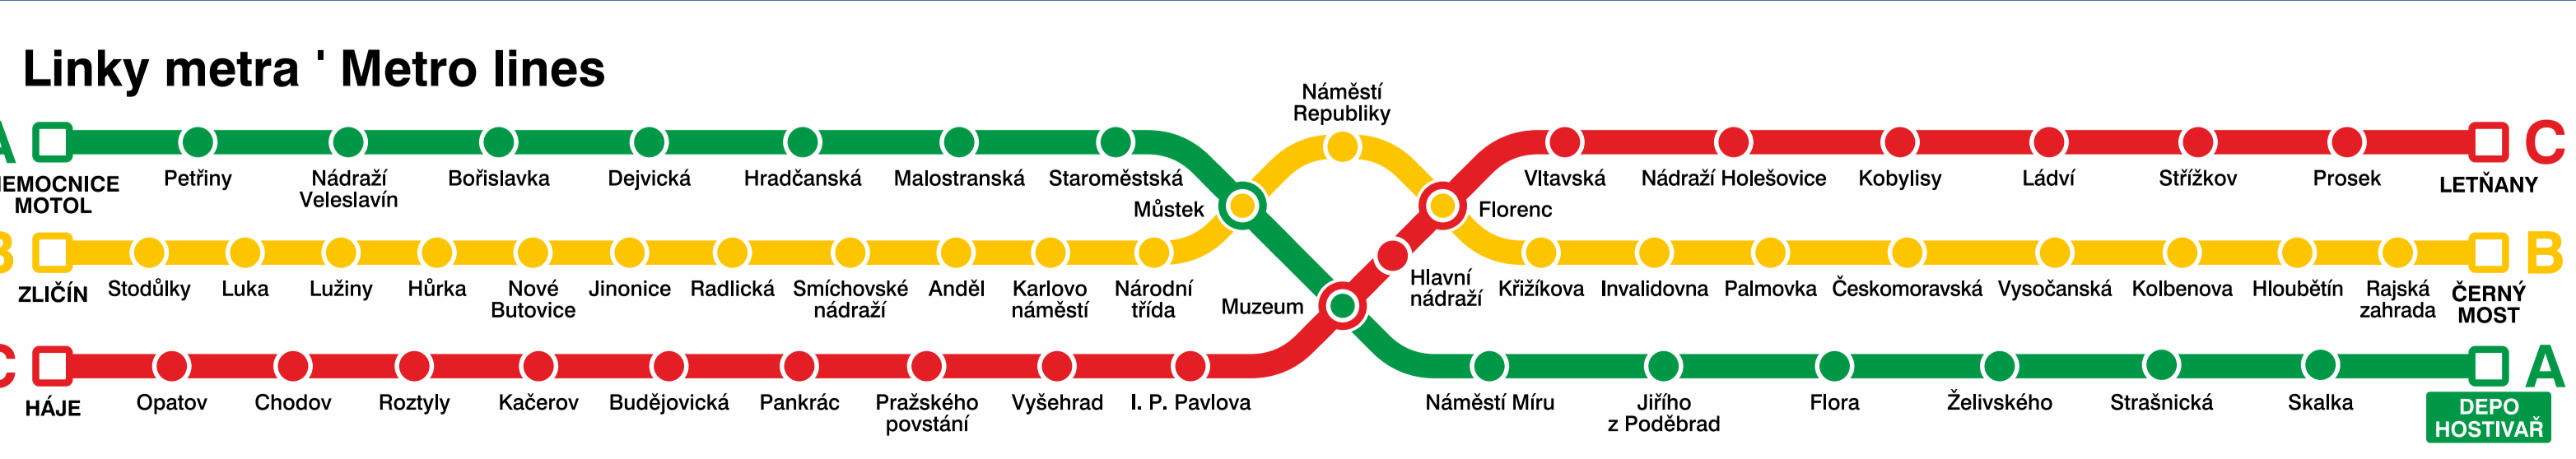 Linky metra ' Metro lines
Náměstí
Republiky
A
C
NEMOCNICE
MOTOL
Petřiny
Nádraží
Veleslavín
Bořislavka
Dejvická
Hradčanská
Malostranská
Staroměstská
Můstek
Florenc
Vltavská
Nádraží Holešovice
Kobylisy
Ládví
Střížkov
Prosek
LETŇANY
B
B
ZLIČÍN
Stodůlky
Luka
Lužiny
Hůrka
Nové
Butovice
Jinonice
Radlická
Smíchovské
nádraží
Anděl
Karlovo
náměstí
Národní
třída
Muzeum
Hlavní
nádraží
Křižíkova
Invalidovna
Palmovka
Českomoravská
Vysočanská
Kolbenova
Hloubětín
Rajská
zahrada
ČERNÝ
MOST
C
A
HÁJE
Opatov
Chodov
Roztyly
Kačerov
Budějovická
Pankrác
Pražského
povstání
Vyšehrad
I. P. Pavlova
Náměstí Míru
Jiřího
z Poděbrad
Flora
Želivského
Strašnická
Skalka
DEPO
HOSTIVAŘ